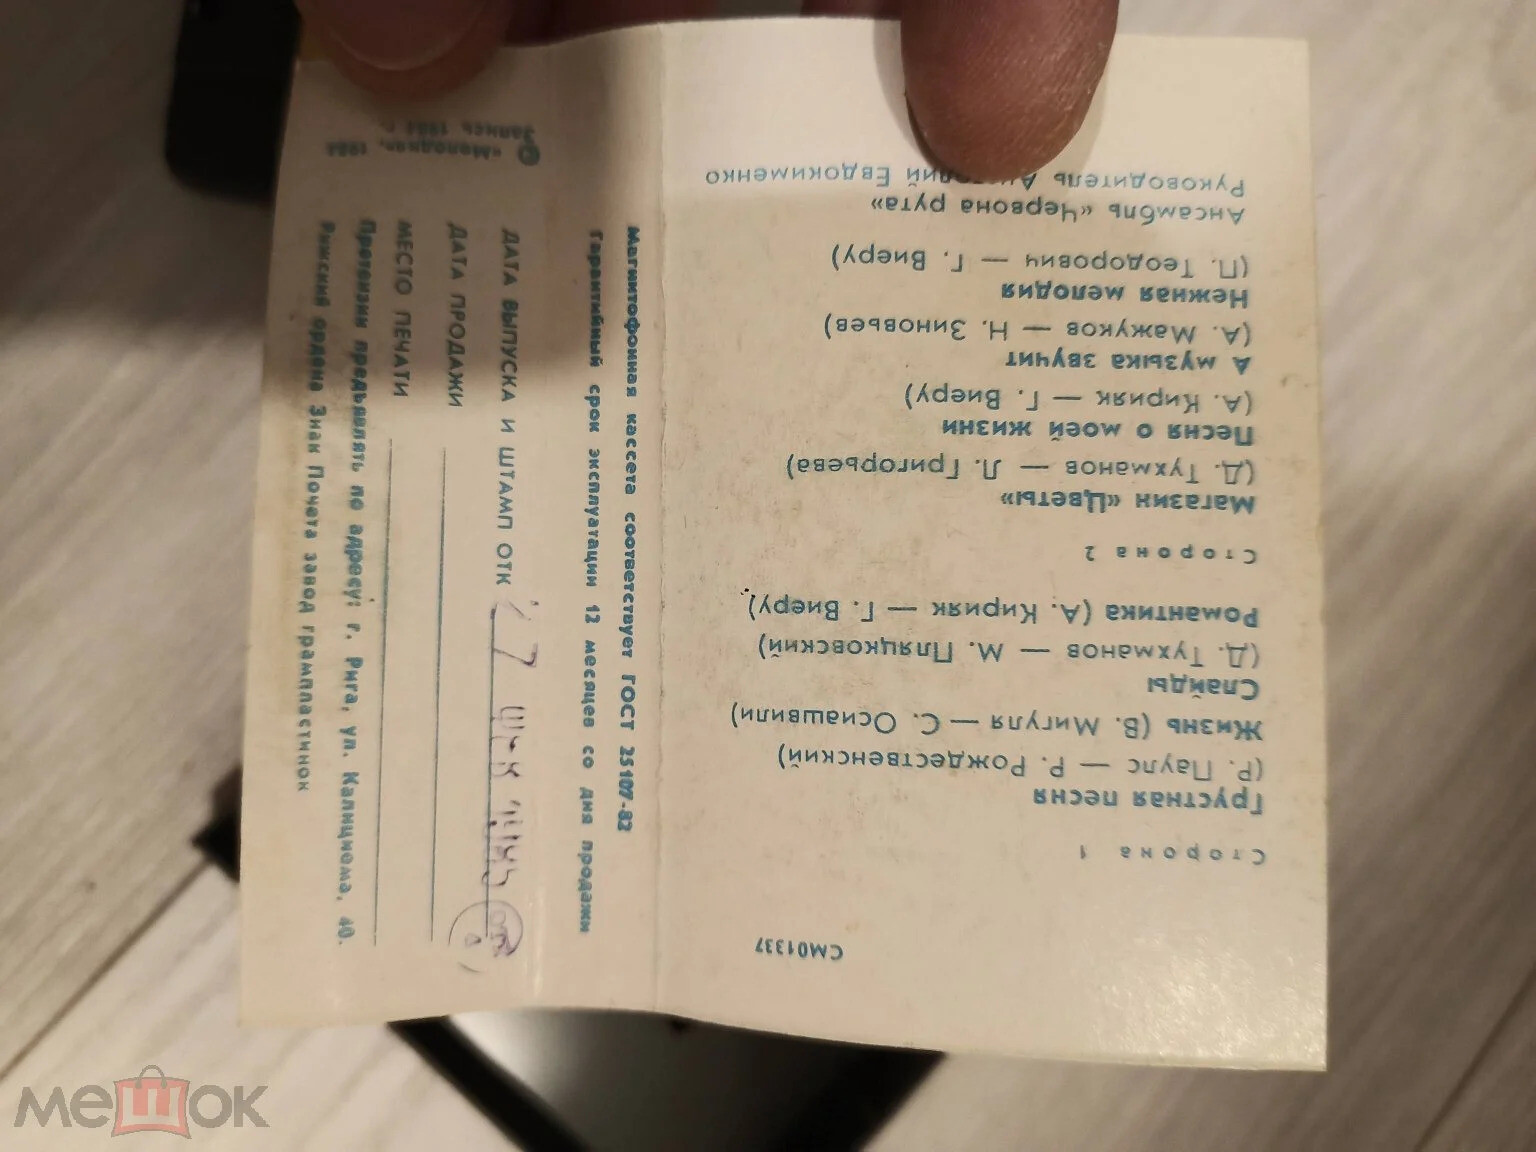 СМ01337
Сторона 1
Грустная песня
(Р. Паулс — Р. Рождественский)
Жизнь (В. Мигуля — С. Осиашвили)
Слайды
(Д. Тухманов — М. Пляцковский)
Романтика (А. Кирияк — Г. Виеру)
Сторона 2
Магазин «Цветы»
(Д. Тухманов — Л. Григорьева)
Песня о моей жизни
(А. Кирияк — Г. Виеру)
А музыка звучит
(А. Мажуков — Н. Зиновьев)
Нежная мелодия
(П. Теодорович — Г. Виеру)
Ансамбль «Червона рута»
Руководитель Анатолий Евдокименко
Магнитофонная кассета соответствует ГОСТ 25107-82
Гарантийный срок эксплуатации 12 месяцев со дня продажи
ДАТА ВЫПУСКА И ШТАМП ОТК
ДАТА ПРОДАЖИ
МЕСТО ПЕЧАТИ
Претензии предъявлять по адресу: г. Рига, ул. Калнциема, 40.
Рижский ордена Знак Почета завод грампластинок
«Мелодия», 1984
Запись 1984 г.
мешок